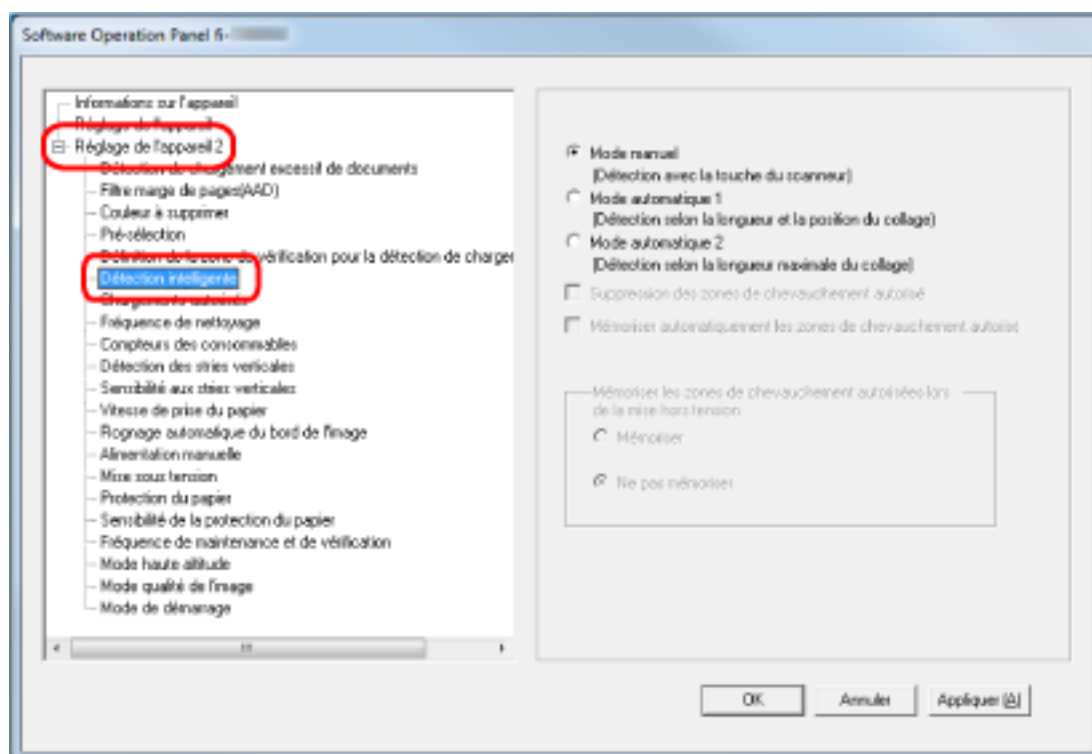 Software Operation Panel fi-
Informations sur l'appareil
Réglage de l'appareil
Réglage de l'appareil 2
Détection de chargement excessif de documents
Filtre marge de pages(AAD)
Couleur à supprimer
Pré-sélection
Définition de la zone de vérification pour la détection de charger
Détection intelligente
Chargements autorisés
Fréquence de nettoyage
Compteurs des consommables
Détection des stries verticales
Sensibilité aux stries verticales
Vitesse de prise du papier
Rognage automatique du bord de l'image
Alimentation manuelle
Mise sous tension
Protection du papier
Sensibilité de la protection du papier
Fréquence de maintenance et de vérification
Mode haute altitude
Mode qualité de l'image
Mode de démarrage
Mode manuel
(Détection avec la touche du scanneur)
Mode automatique 1
(Détection selon la longueur et la position du collage)
Mode automatique 2
(Détection selon la longueur maximale du collage)
Suppression des zones de chevauchement autorisé
Mémoriser automatiquement les zones de chevauchement autorisé
Mémoriser les zones de chevauchement autorisées lors
de la mise hors tension
Mémoriser
Ne pas mémoriser
OK
Annuler
Appliquer (A)